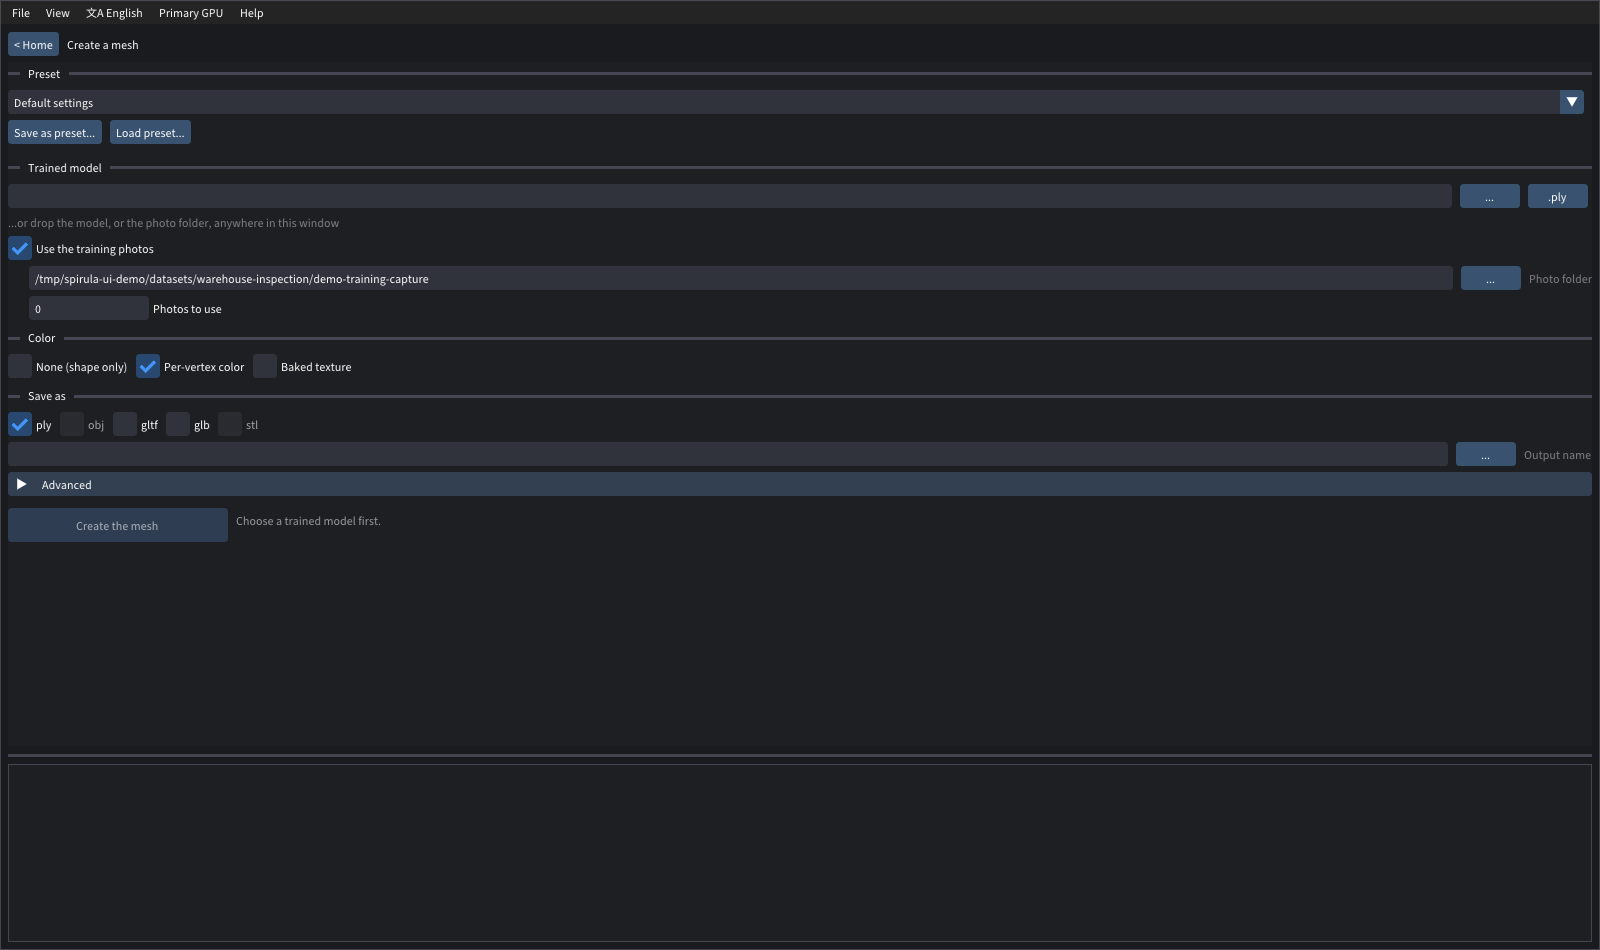 File View 文A English Primary GPU Help
< Home Create a mesh
Preset
Default settings
Save as preset... Load preset...
Trained model
... .ply
...or drop the model, or the photo folder, anywhere in this window
Use the training photos
/tmp/spirula-ui-demo/datasets/warehouse-inspection/demo-training-capture ... Photo folder
0 Photos to use
Color
None (shape only) Per-vertex color Baked texture
Save as
ply obj gltf glb stl
... Output name
Advanced
Create the mesh Choose a trained model first.